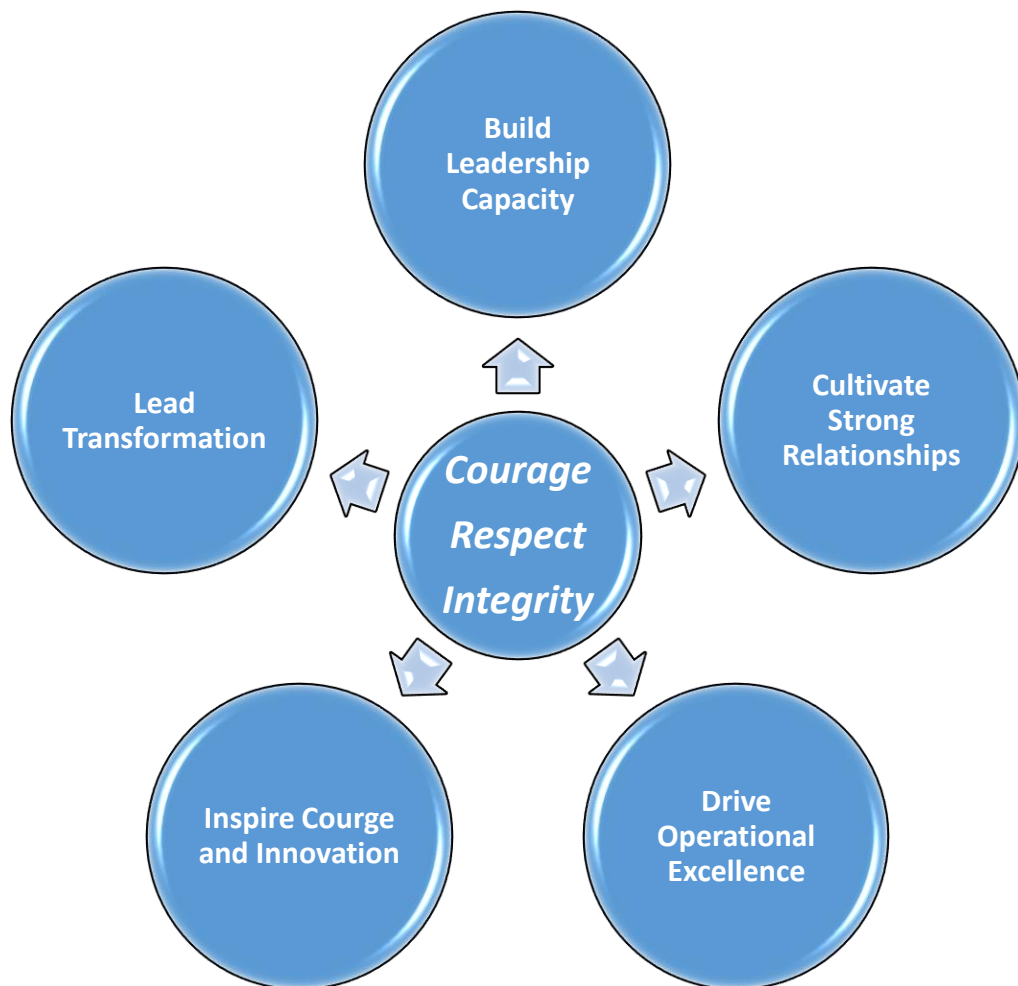 Build
Leadership
Capacity
Cultivate
Strong
Relationships
Lead
Transformation
Courage
Respect
Integrity
Inspire Courge
and Innovation
Drive
Operational
Excellence